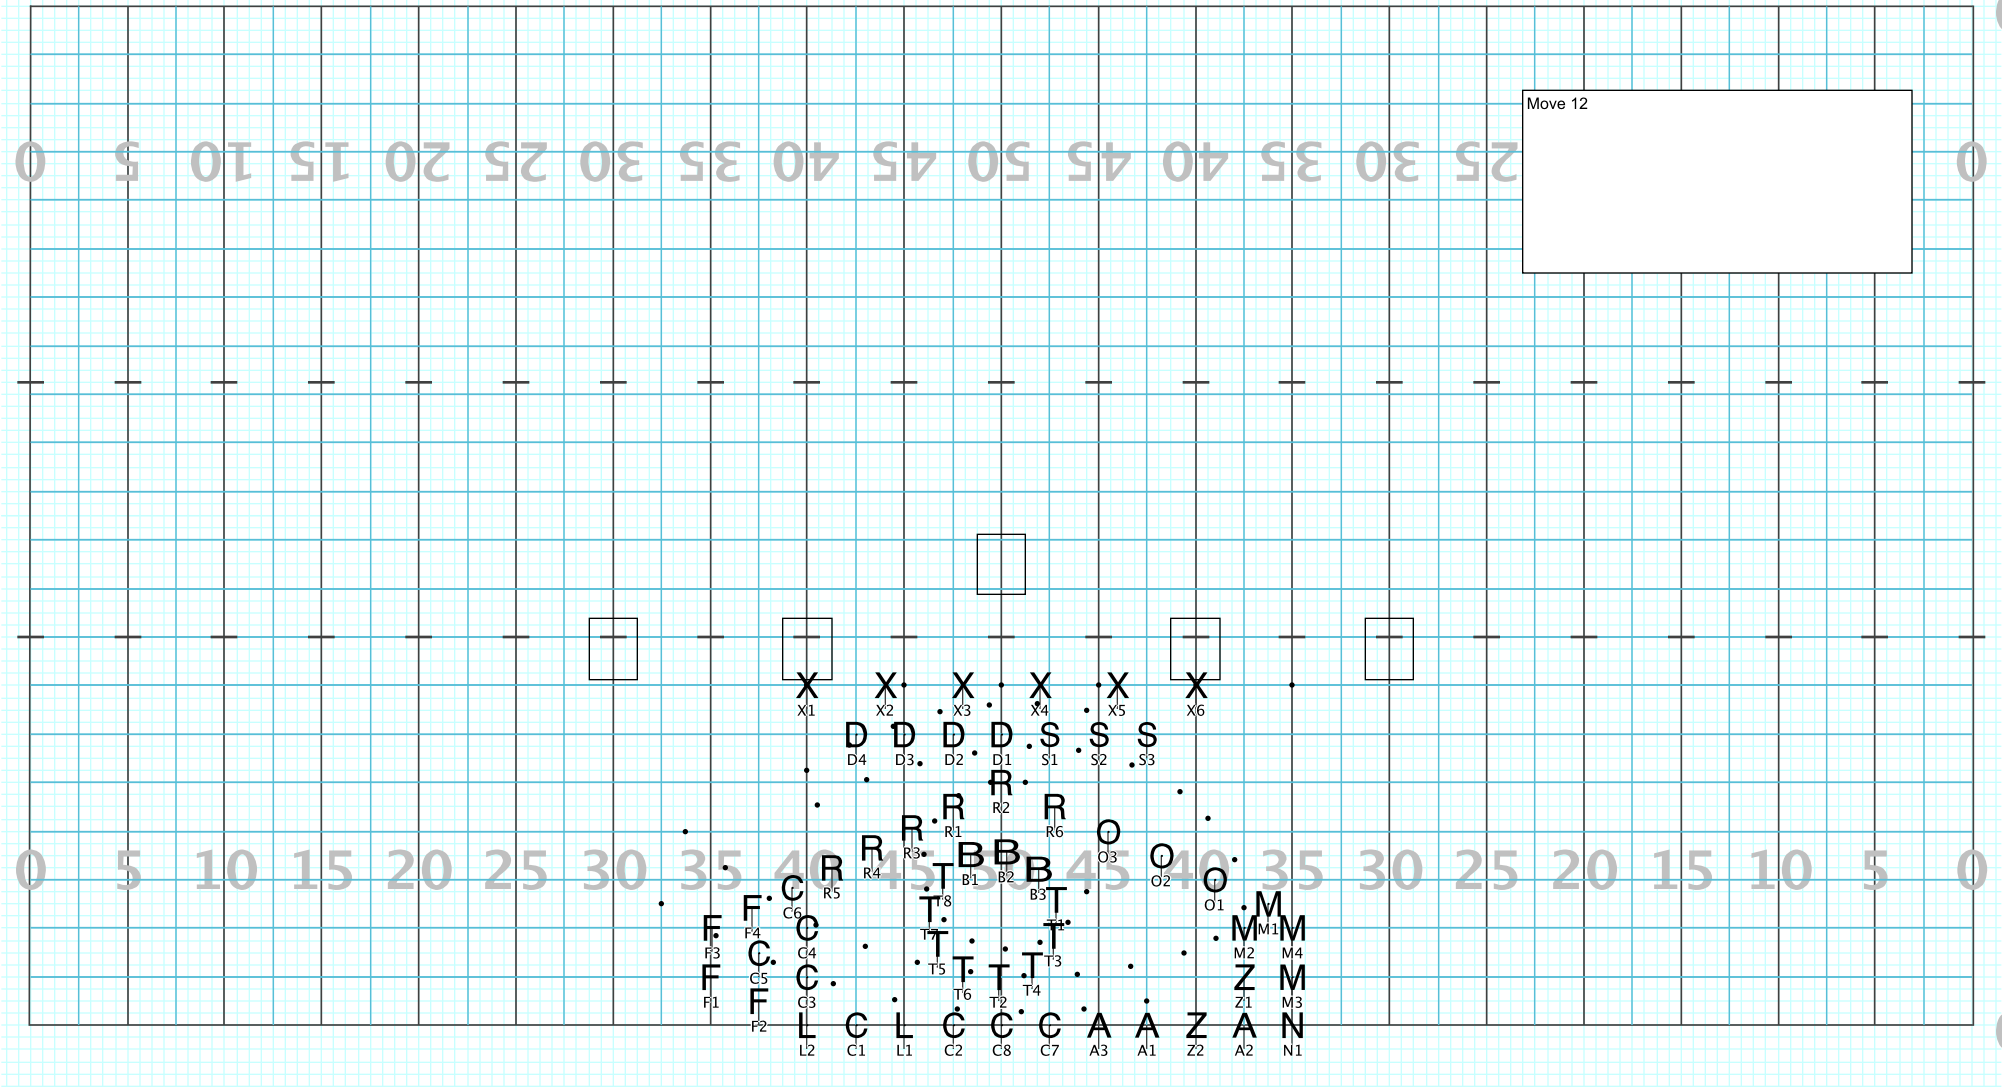 Move 12
0 5 10 15 20 25 30 35 40 45 50 45 40 35 30 25 0
X X X X X X
X1 X2 X3 X4 X5 X6
D D D D S S S
D4 D3 D2 D1 S1 S2 S3
R
R2
R R
R1 R6
R O
R3 O3
R B B O
R4 B1 B2 O2
0 5 10 15 20 25 30 35 40 45 50 45 40 35 30 25 20 15 10 5 0
R T B O
R5 T8 B3 O1
C F T T M
C6 F4 T7 T1 M1
F C T M M
F3 C4 T3 M2 M4
C T T T
C5 T5 T6 T4
F C T Z M
F1 C3 T2 Z1 M3
F
F2
L C L C C C A A Z A N
L2 C1 L1 C2 C8 C7 A3 A1 Z2 A2 N1